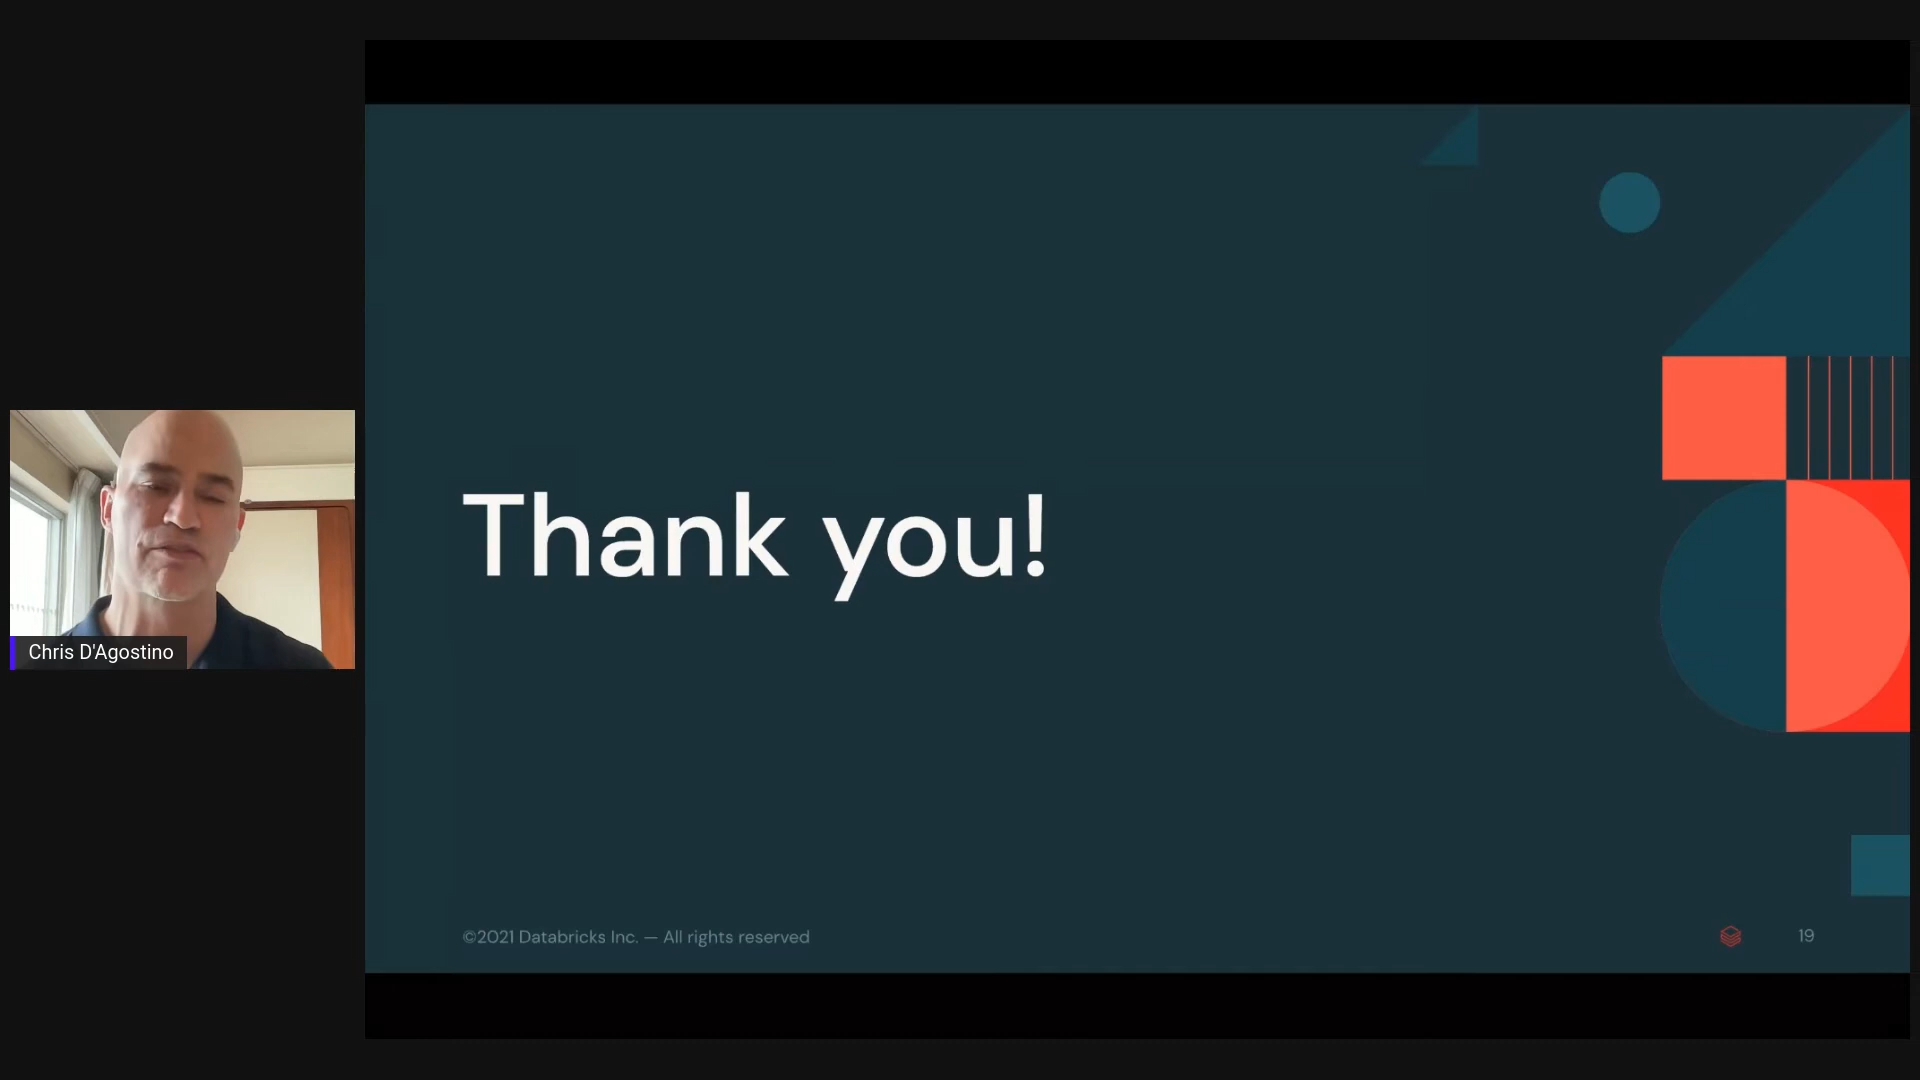 Chris D'Agostino
Thank you!
©2021 Databricks Inc. — All rights reserved
19